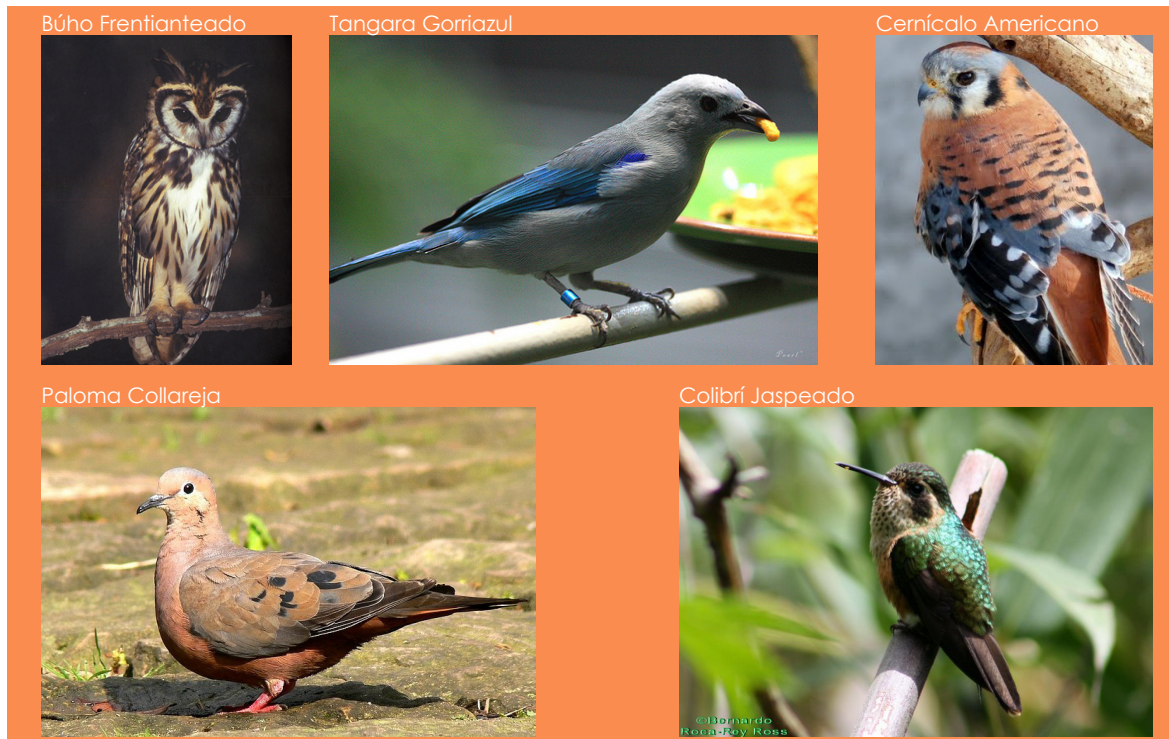 Búho Frentianteado
Tangara Gorriazul
Cernícalo Americano
Paloma Collareja
Colibrí Jaspeado
©Bernardo
Roca-Rey Ross